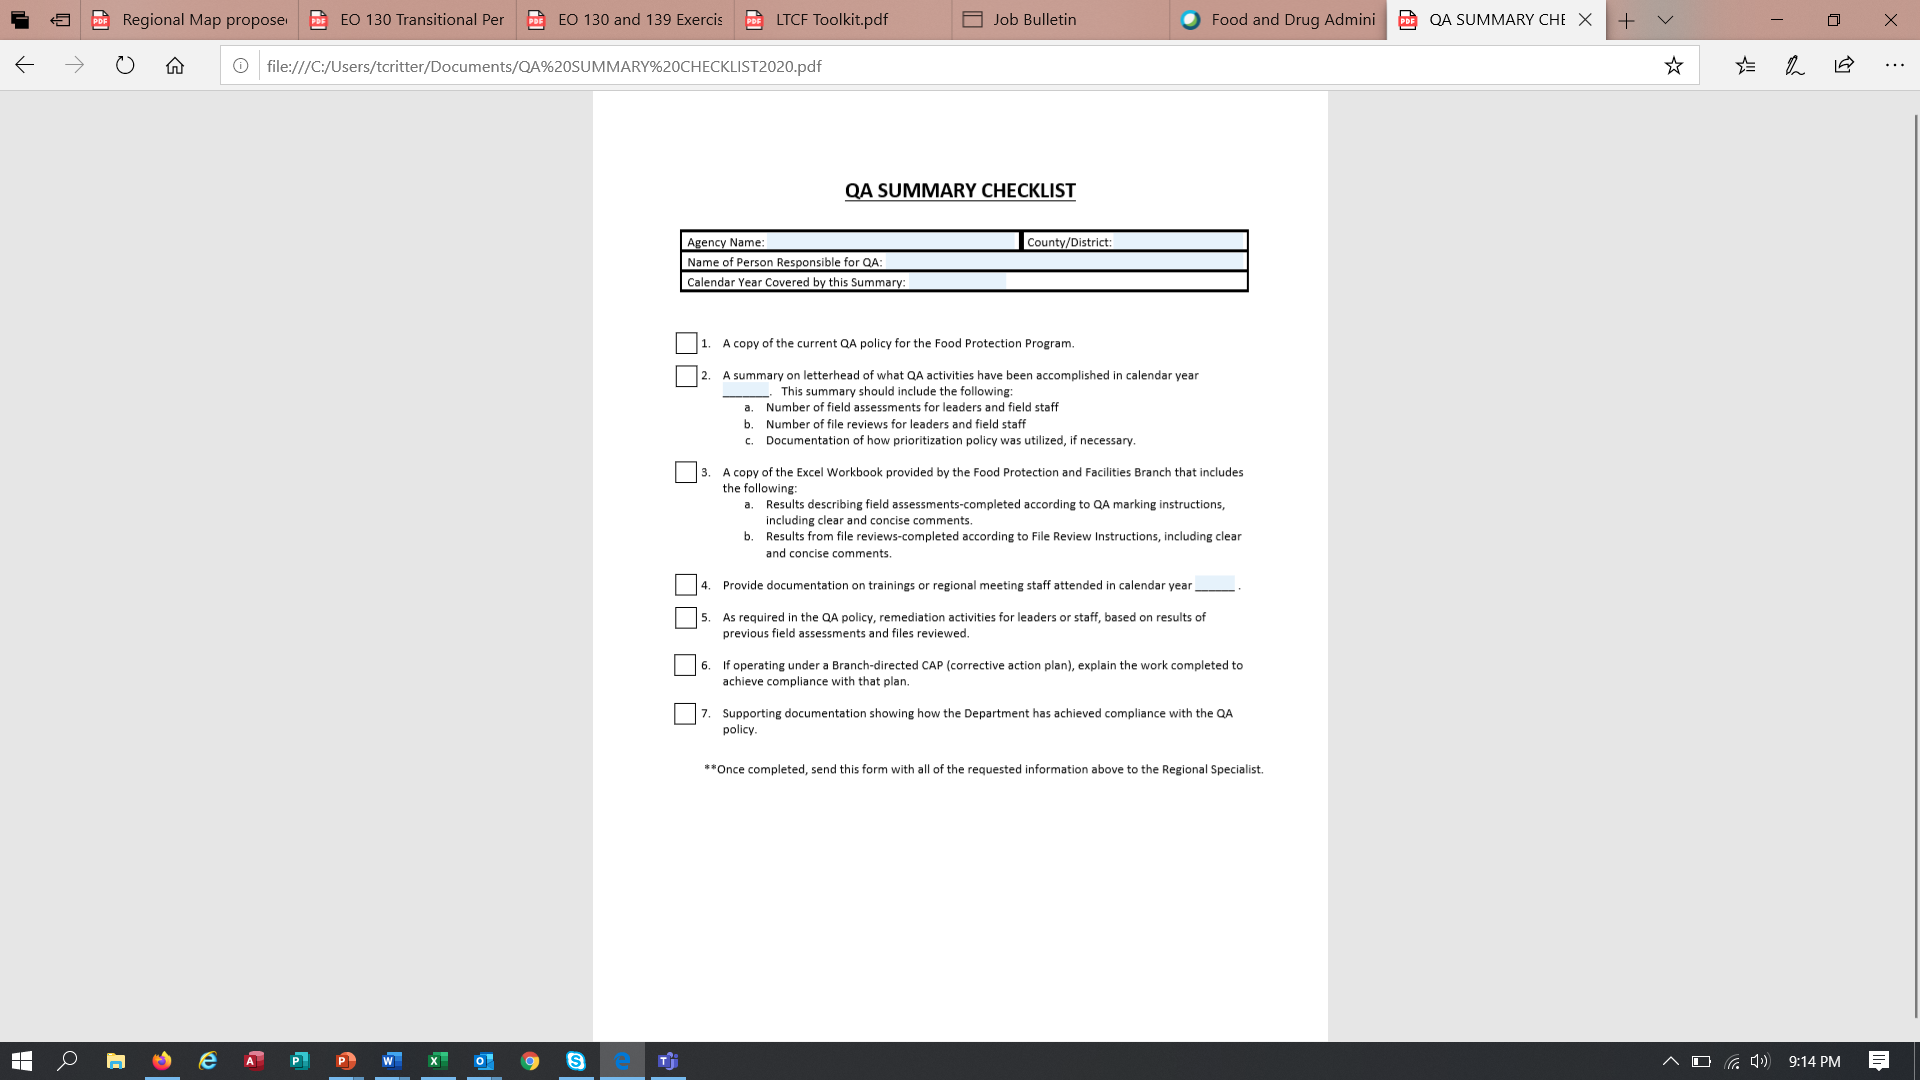 Regional Map propose
EO 130 Transitional Per
EO 130 and 139 Exercis
LTCF Toolkit.pdf
Job Bulletin
Food and Drug Admini
QA SUMMARY CHE
file:///C:/Users/tcritter/Documents/QA%20SUMMARY%20CHECKLIST2020.pdf
QA SUMMARY CHECKLIST
Agency Name: County/District:
Name of Person Responsible for QA:
Calendar Year Covered by this Summary:
1. A copy of the current QA policy for the Food Protection Program.
2. A summary on letterhead of what QA activities have been accomplished in calendar year
_______. This summary should include the following:
a. Number of field assessments for leaders and field staff
b. Number of file reviews for leaders and field staff
c. Documentation of how prioritization policy was utilized, if necessary.
3. A copy of the Excel Workbook provided by the Food Protection and Facilities Branch that includes
the following:
a. Results describing field assessments-completed according to QA marking instructions,
including clear and concise comments.
b. Results from file reviews-completed according to File Review Instructions, including clear
and concise comments.
4. Provide documentation on trainings or regional meeting staff attended in calendar year ______ .
5. As required in the QA policy, remediation activities for leaders or staff, based on results of
previous field assessments and files reviewed.
6. If operating under a Branch-directed CAP (corrective action plan), explain the work completed to
achieve compliance with that plan.
7. Supporting documentation showing how the Department has achieved compliance with the QA
policy.
**Once completed, send this form with all of the requested information above to the Regional Specialist.
9:14 PM